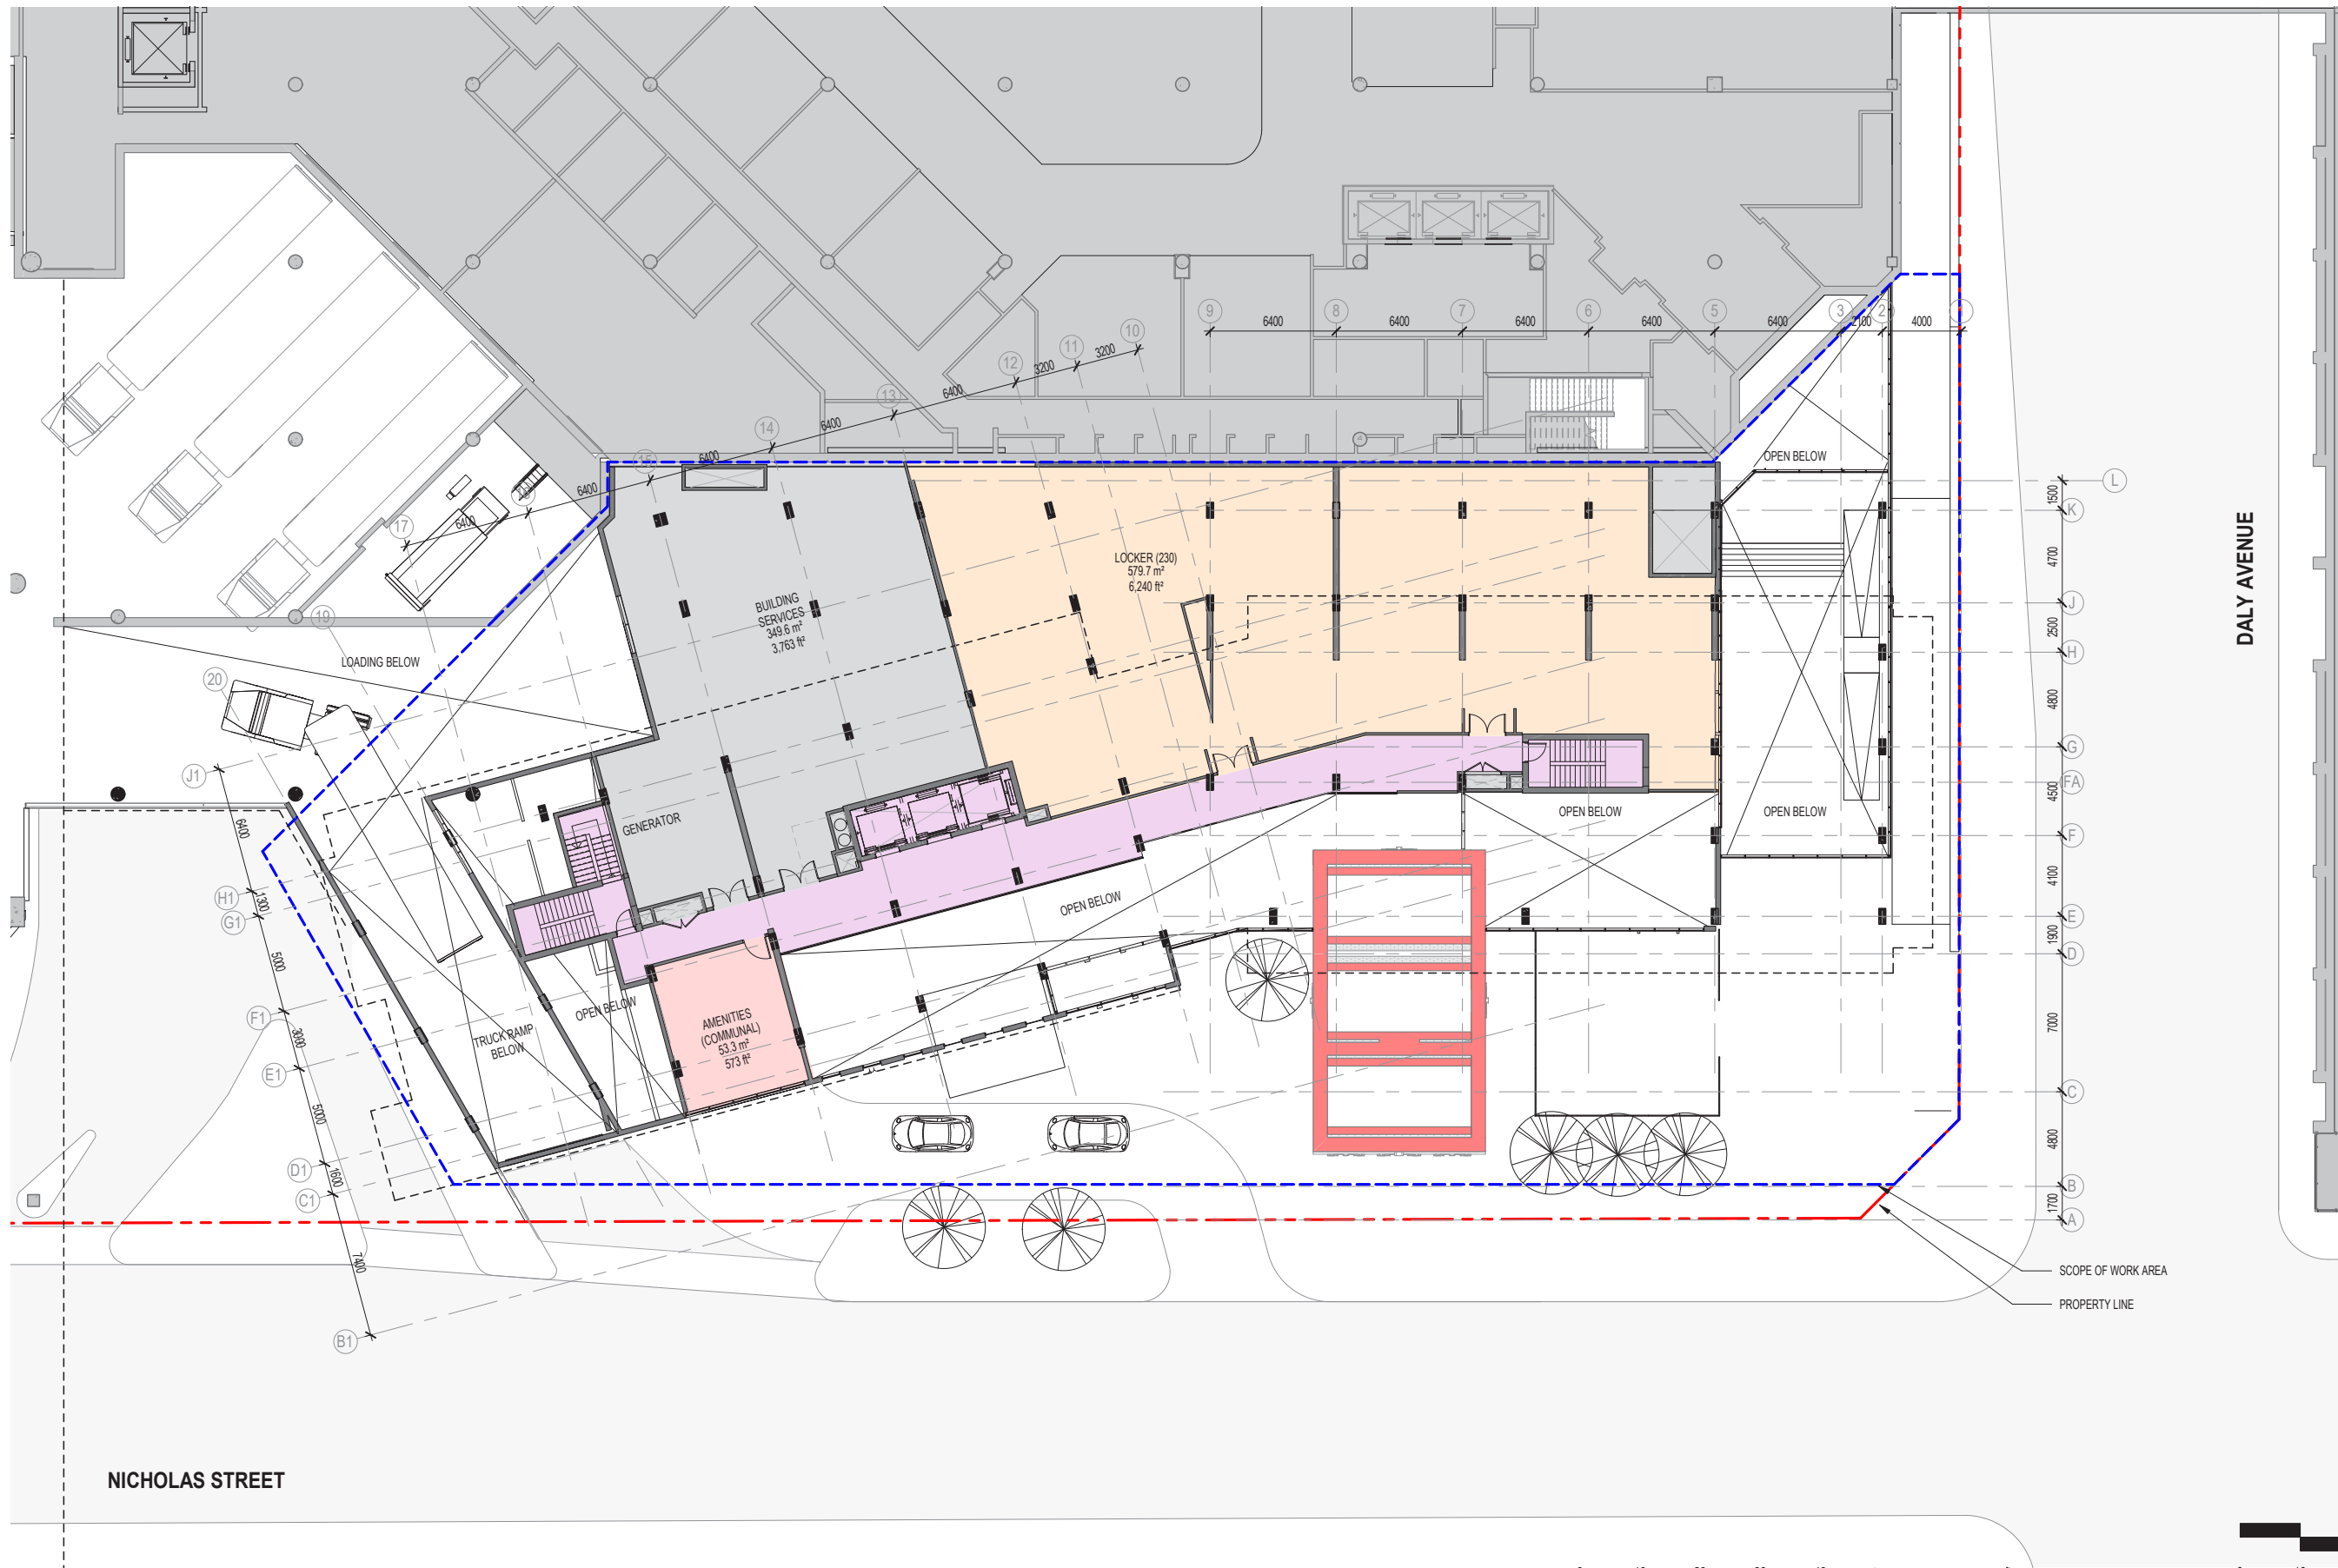 9
8
7
6
5
3
2
6400
6400
6400
6400
6400
2100
4000
10
11
12
13
14
15
17
19
20
3200
3200
6400
6400
6400
6400
6400
OPEN BELOW
L
K
J
H
G
FA
F
E
D
C
B
A
1500
4700
2500
4800
4500
4100
1900
7000
4800
1700
DALY AVENUE
LOCKER (230)
579.7 m²
6,240 ft²
BUILDING
SERVICES
349.6 m²
3,763 ft²
LOADING BELOW
GENERATOR
OPEN BELOW
OPEN BELOW
OPEN BELOW
OPEN BELOW
AMENITIES
(COMMUNAL)
53.3 m²
573 ft²
TRUCK RAMP
BELOW
J1
H1
G1
F1
E1
D1
C1
B1
6400
1300
5000
3000
5000
1600
7400
SCOPE OF WORK AREA
PROPERTY LINE
NICHOLAS STREET